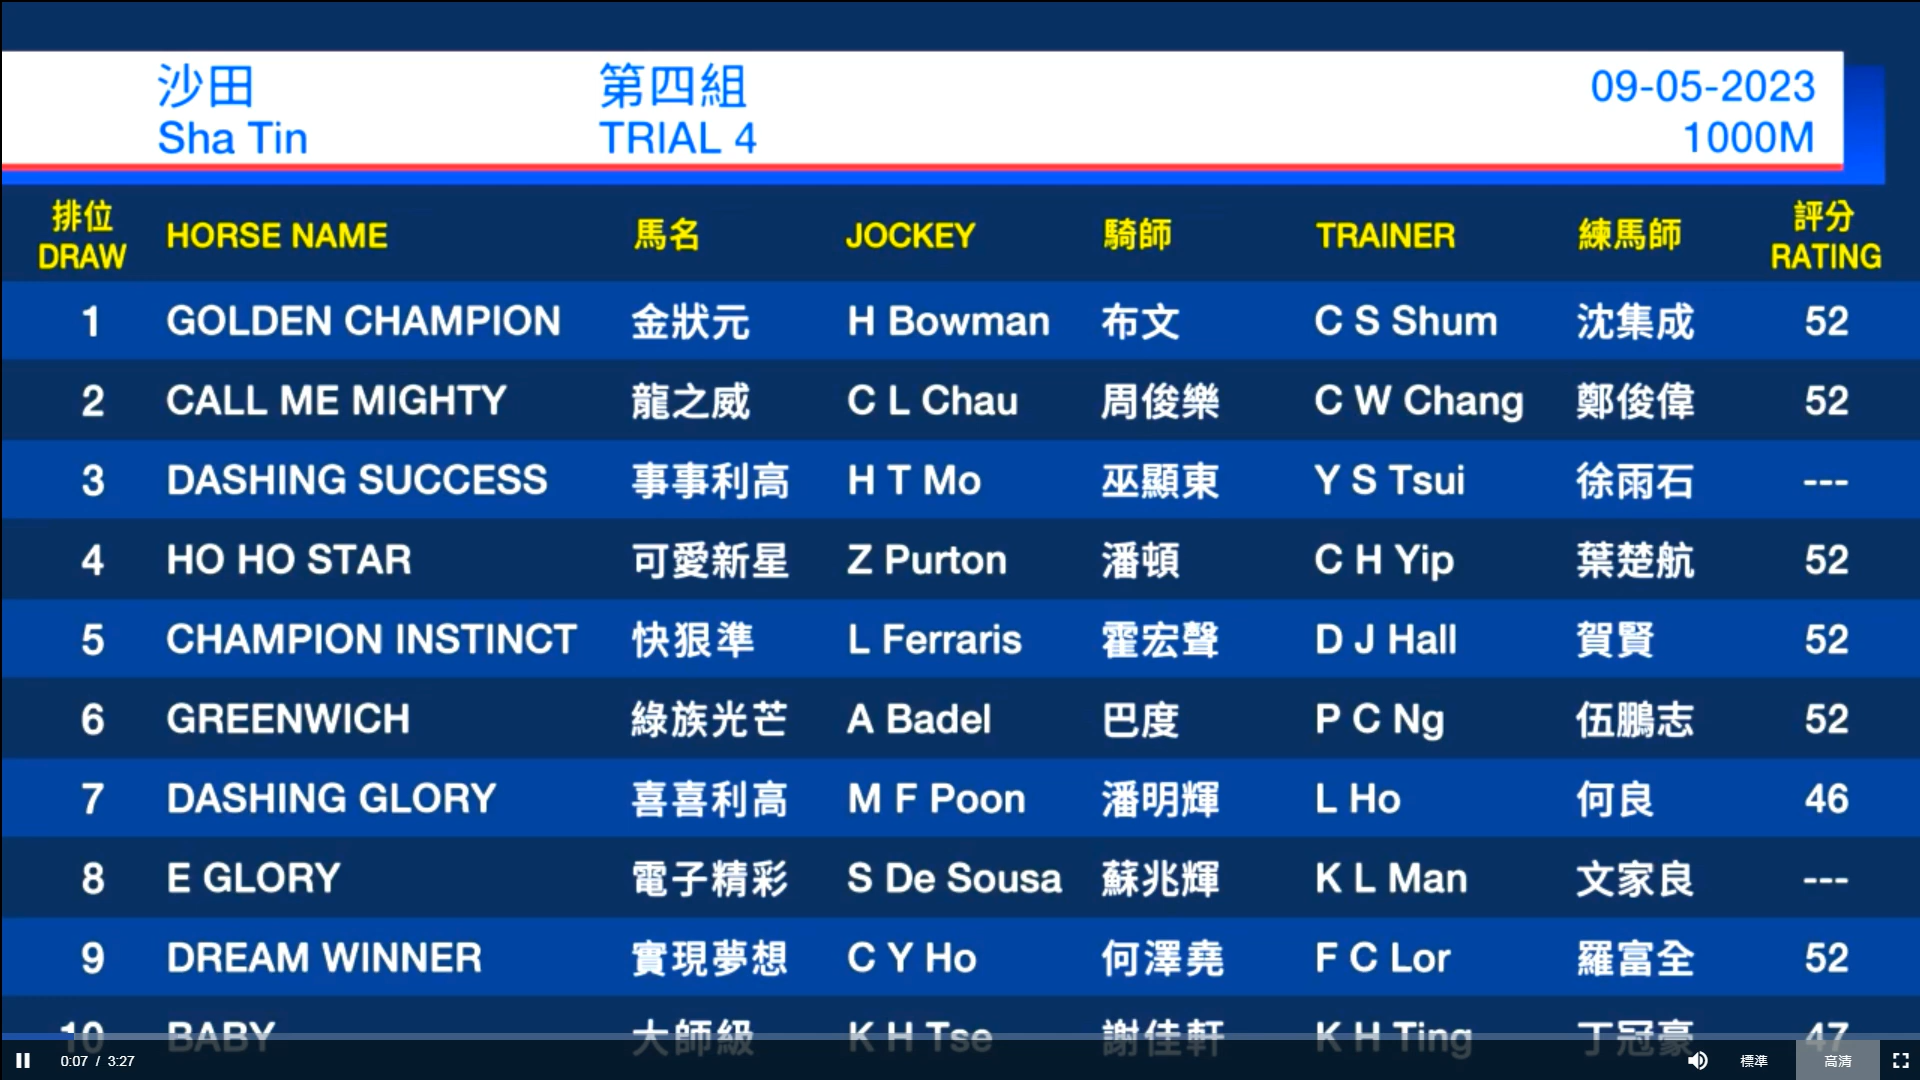 沙田 第四組 09-05-2023
Sha Tin TRIAL 4 1000M
排位 評分
DRAW HORSE NAME 馬名 JOCKEY 騎師 TRAINER 練馬師 RATING
1 GOLDEN CHAMPION 金狀元 H Bowman 布文 C S Shum 沈集成 52
2 CALL ME MIGHTY 龍之威 C L Chau 周俊樂 C W Chang 鄭俊偉 52
3 DASHING SUCCESS 事事利高 H T Mo 巫顯東 Y S Tsui 徐雨石 ---
4 HO HO STAR 可愛新星 Z Purton 潘頓 C H Yip 葉楚航 52
5 CHAMPION INSTINCT 快狠準 L Ferraris 霍宏聲 D J Hall 賀賢 52
6 GREENWICH 綠族光芒 A Badel 巴度 P C Ng 伍鵬志 52
7 DASHING GLORY 喜喜利高 M F Poon 潘明輝 L Ho 何良 46
8 E GLORY 電子精彩 S De Sousa 蘇兆輝 K L Man 文家良 ---
9 DREAM WINNER 實現夢想 C Y Ho 何澤堯 F C Lor 羅富全 52
10 BABY 大師級 K H Tse 謝佳軒 K H Ting 丁冠豪 47
0:07 / 3:27 標準 高清